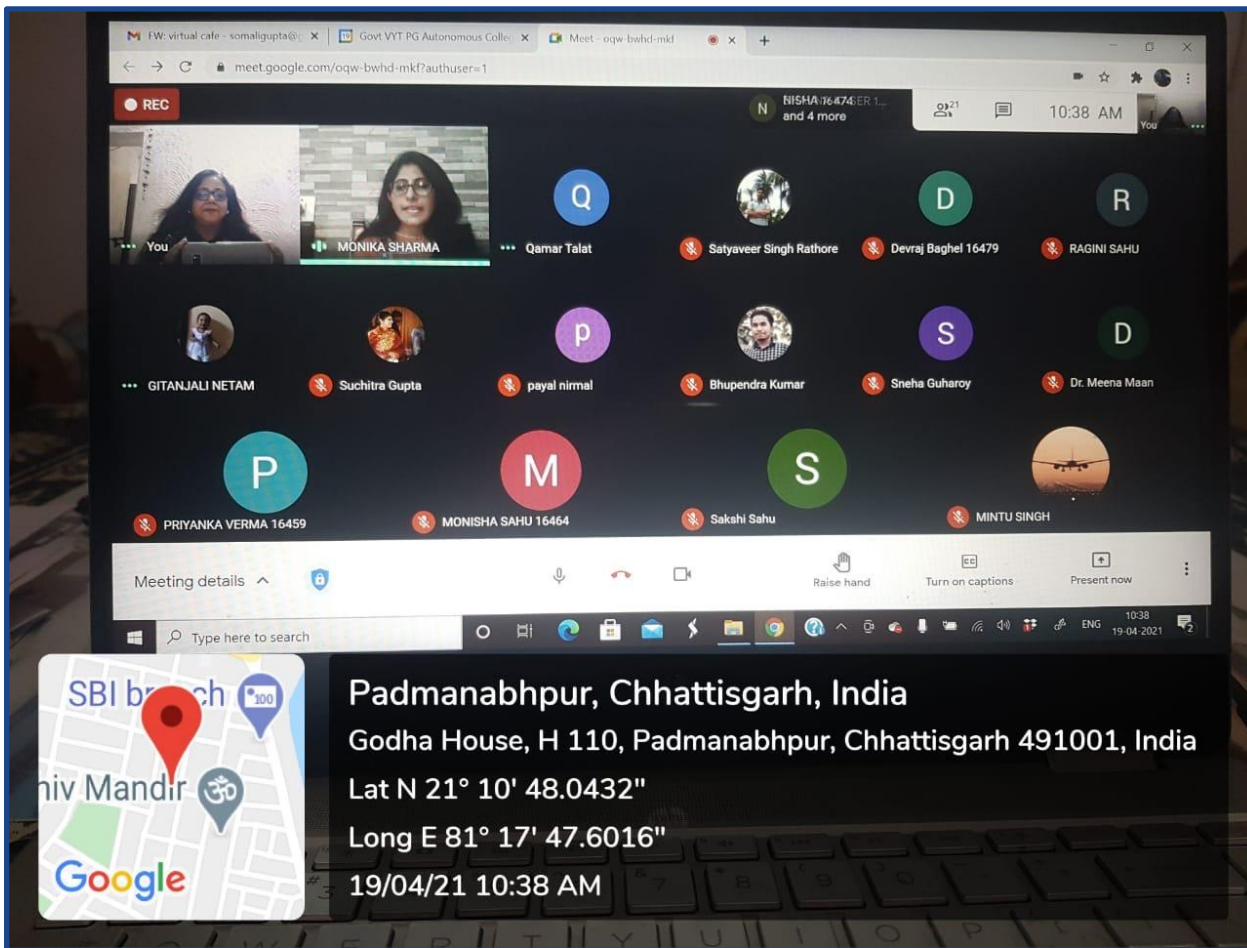 FW: virtual cafe - somaligupta@g
Govt VYT PG Autonomous Colle
Meet - oqw-bwhd-mkf
meet.google.com/oqw-bwhd-mkf?authuser=1
REC
N
and 4 more
21
10:38 AM
You
You
MONIKA SHARMA
Q
Qamar Talat
Satyaveer Singh Rathore
D
Devraj Baghel 16479
R
RAGINI SAHU
GITANJALI NETAM
Suchitra Gupta
p
payal nirmal
Bhupendra Kumar
S
Sneha Guharoy
D
Dr. Meena Maan
P
PRIYANKA VERMA 16459
M
MONISHA SAHU 16464
S
Sakshi Sahu
MINTU SINGH
Meeting details
Raise hand
CC
Turn on captions
Present now
Type here to search
ENG
10:38
19-04-2021
2
SBI br ch
100
hiv Mandir
Google
Padmanabhpur, Chhattisgarh, India
Godha House, H 110, Padmanabhpur, Chhattisgarh 491001, India
Lat N 21° 10' 48.0432"
Long E 81° 17' 47.6016"
19/04/21 10:38 AM